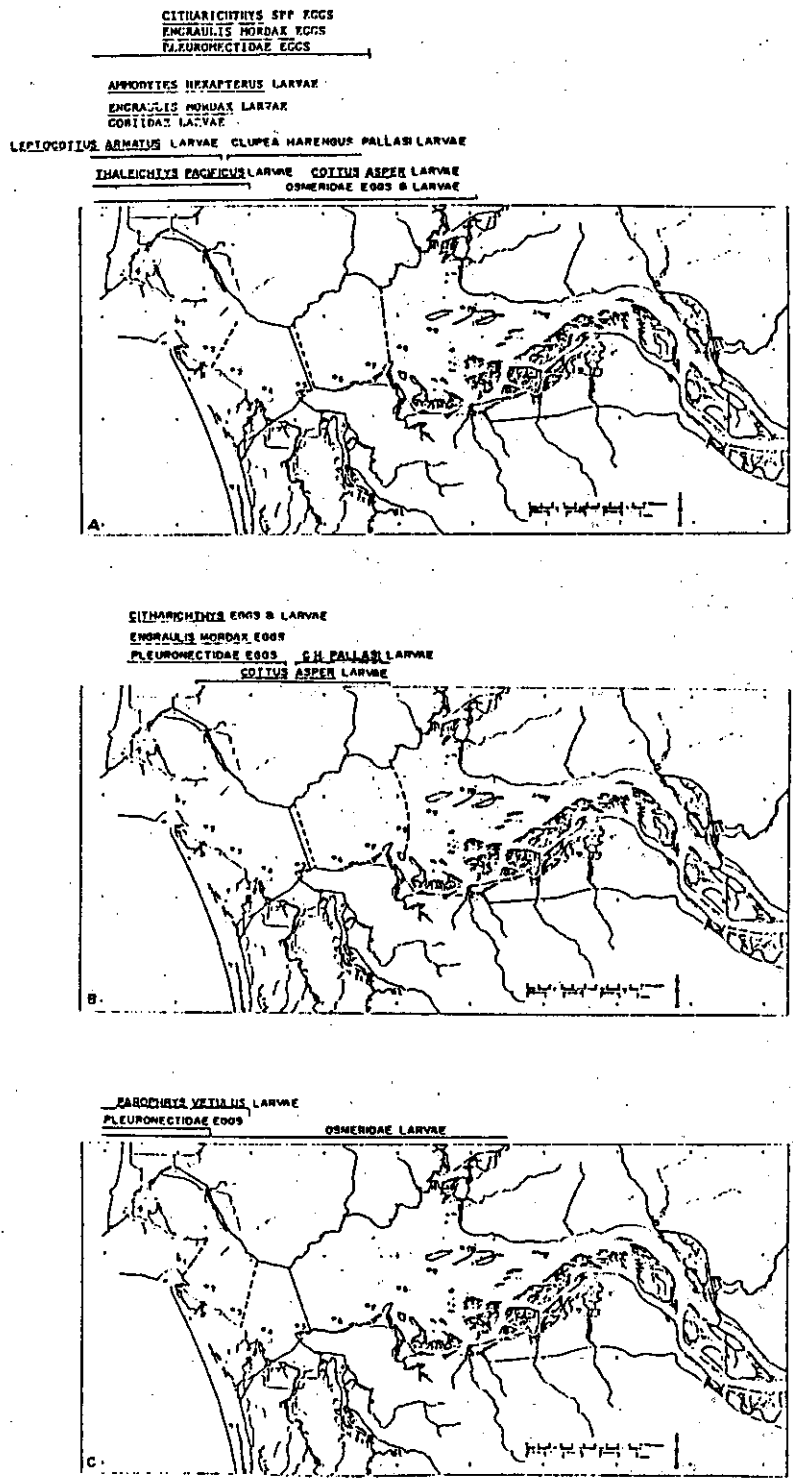 CITHARICHTHYS SPP EGGS
ENGRAULIS MORDAX EGGS
PLEURONECTIDAE EGGS
AMMODYTES HEXAPTERUS LARVAE
ENGRAULIS MORDAX LARVAE
GOBIIDAE LARVAE
LEPTOCOTTUS ARMATUS LARVAE CLUPEA HARENGUS PALLASI LARVAE
THALEICHTYS PACIFICUS LARVAE COTTUS ASPER LARVAE
OSMERIDAE EGGS & LARVAE
A
CITHARICHTHYS EGGS & LARVAE
ENGRAULIS MORDAX EGGS
PLEURONECTIDAE EGGS C.H. PALLASI LARVAE
COTTUS ASPER LARVAE
B
PAROPHRYS VETULUS LARVAE
PLEURONECTIDAE EGGS
OSMERIDAE LARVAE
C